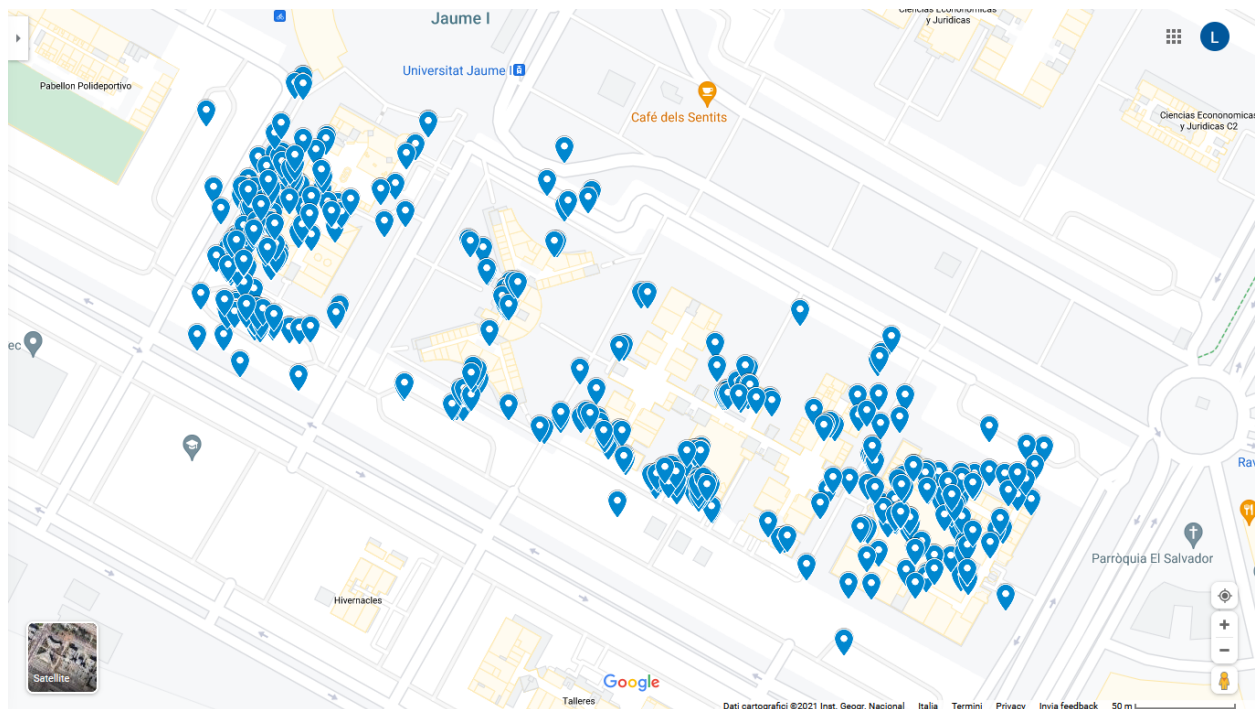 Ciencias Econonomicas
y Juridicas
Jaume I
L
Universitat Jaume I
Pabellon Polideportivo
Café dels Sentits
Ciencias Econonomicas
y Juridicas C2
ec
Rav
Parròquia El Salvador
Hivernacles
Satellite
Google
Talleres
Dati cartografici ©2021 Inst. Geogr. Nacional Italia Termini Privacy Invia feedback 50 m